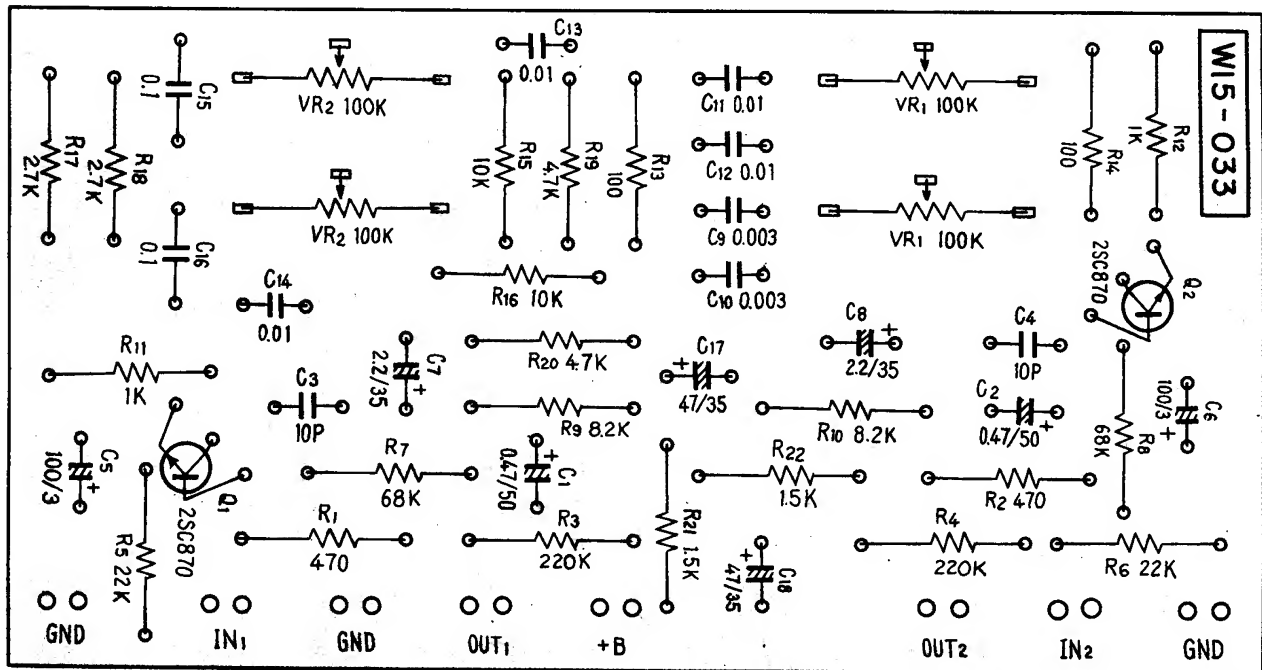 C13
0.01
W15-033
C15
0.1
VR2 100K
C11 0.01
VR1 100K
R17
2.7K
R18
2.7K
R15
10K
R19
4.7K
R13
100
C12 0.01
R14
100
R12
1K
C16
0.1
VR2 100K
C9 0.003
VR1 100K
C14
0.01
R16 10K
C10 0.003
2SC870
Q2
R11
1K
C3
10P
C7
2.2/35
+
R20 4.7K
C17
+
47/35
C8
+
2.2/35
C4
10P
R9 8.2K
R10 8.2K
C2
+
0.47/50
R8
68K
C6
100/3
+
C5
100/3
+
Q1
2SC870
R7
68K
C1
0.47/50
+
R22
1.5K
R2 470
R5 22K
R1
470
R3
220K
R21 1.5K
C18
47/35
+
R4
220K
R6 22K
GND
IN1
GND
OUT1
+B
OUT2
IN2
GND